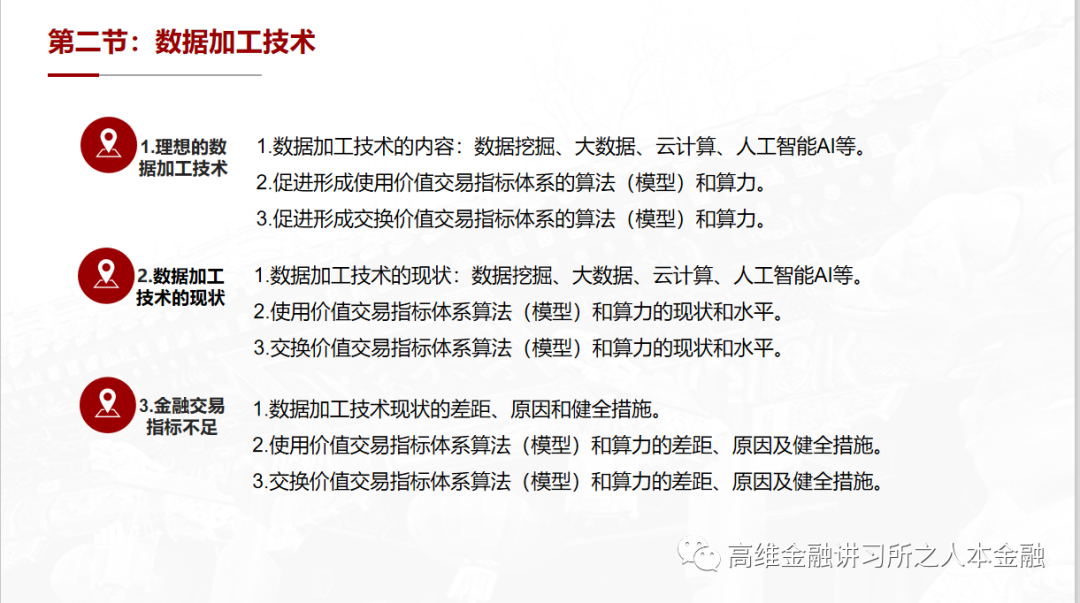 第二节：数据加工技术
1.理想的数
据加工技术
1.数据加工技术的内容：数据挖掘、大数据、云计算、人工智能AI等。
2.促进形成使用价值交易指标体系的算法（模型）和算力。
3.促进形成交换价值交易指标体系的算法（模型）和算力。
2.数据加工
技术的现状
1.数据加工技术的现状：数据挖掘、大数据、云计算、人工智能AI等。
2.使用价值交易指标体系算法（模型）和算力的现状和水平。
3.交换价值交易指标体系算法（模型）和算力的现状和水平。
3.金融交易
指标不足
1.数据加工技术现状的差距、原因和健全措施。
2.使用价值交易指标体系算法（模型）和算力的差距、原因及健全措施。
3.交换价值交易指标体系算法（模型）和算力的差距、原因及健全措施。
高维金融讲习所之人本金融